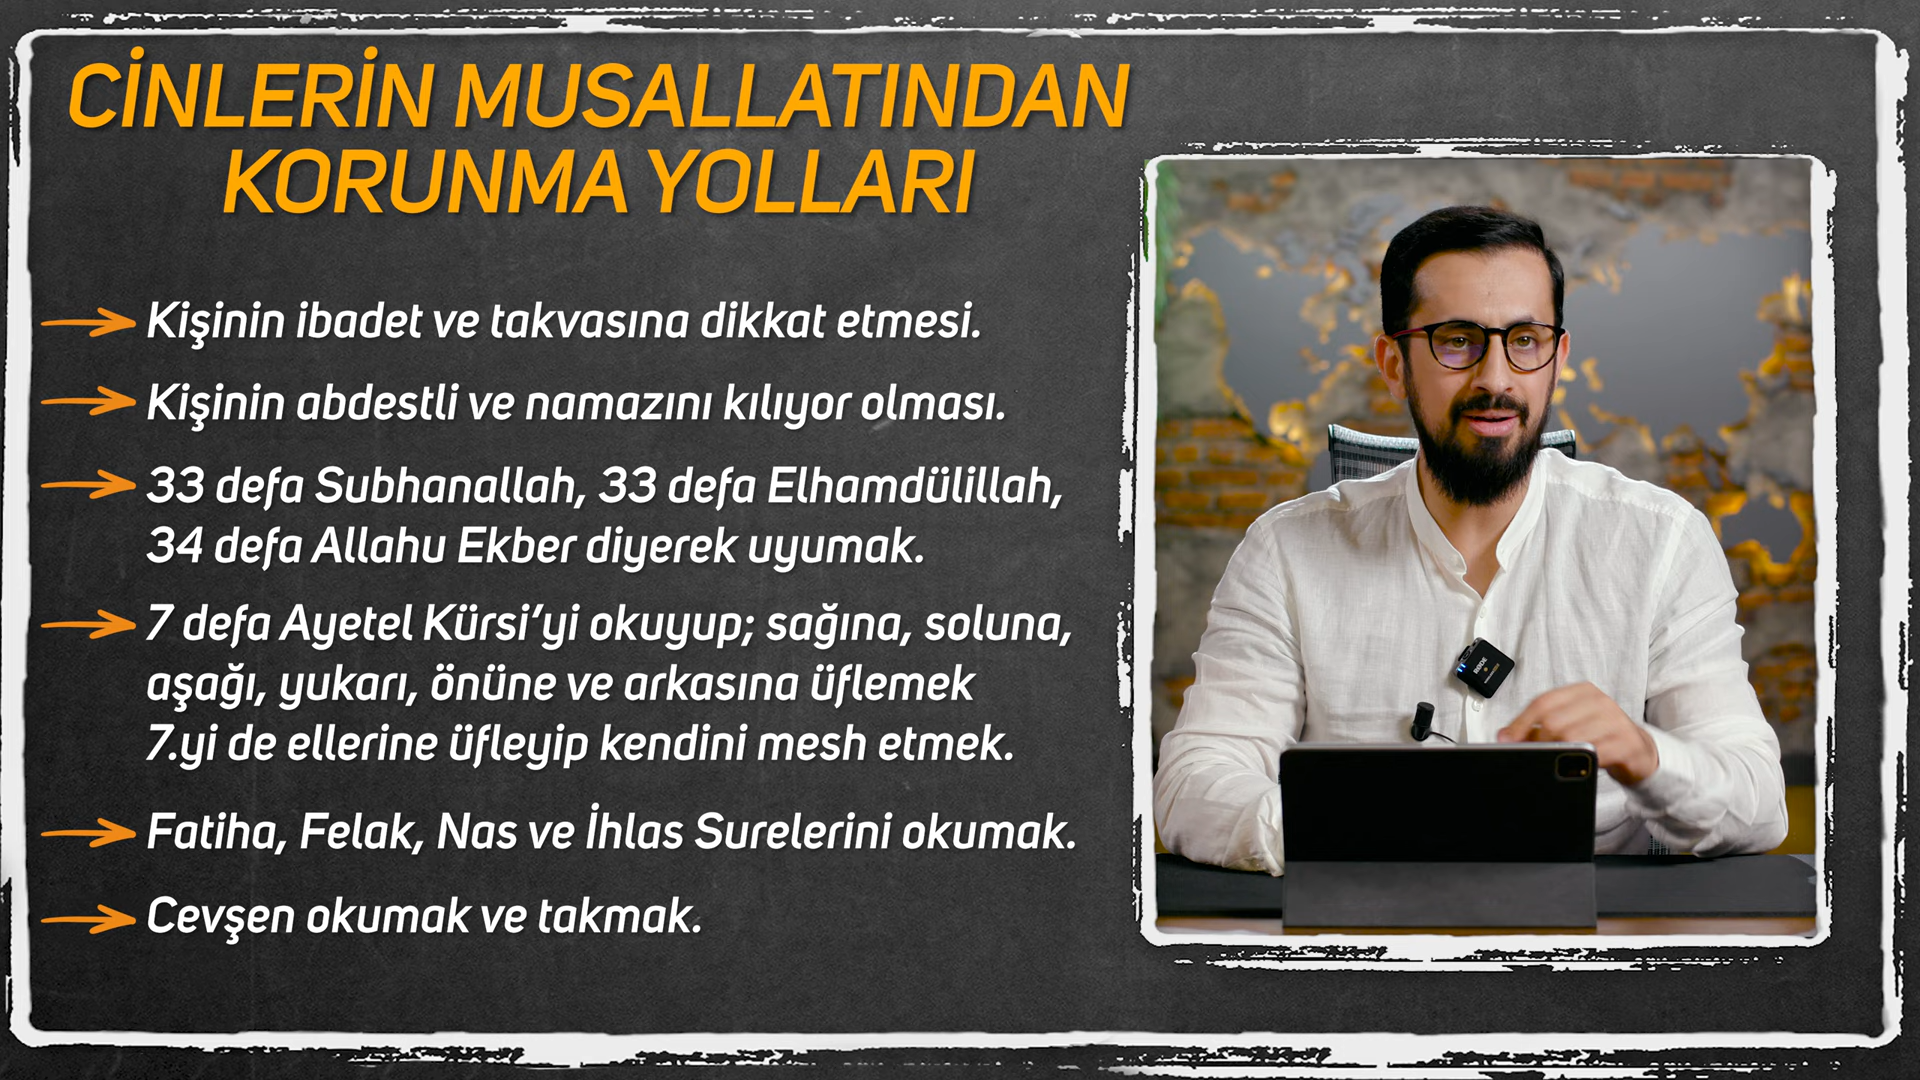 CİNLERİN MUSALLATINDAN
KORUNMA YOLLARI
Kişinin ibadet ve takvasına dikkat etmesi.
Kişinin abdestli ve namazını kılıyor olması.
33 defa Subhanallah, 33 defa Elhamdülillah,
34 defa Allahu Ekber diyerek uyumak.
7 defa Ayetel Kürsi’yi okuyup; sağına, soluna,
aşağı, yukarı, önüne ve arkasına üflemek
7.yi de ellerine üfleyip kendini mesh etmek.
Fatiha, Felak, Nas ve İhlas Surelerini okumak.
Cevşen okumak ve takmak.
RODE